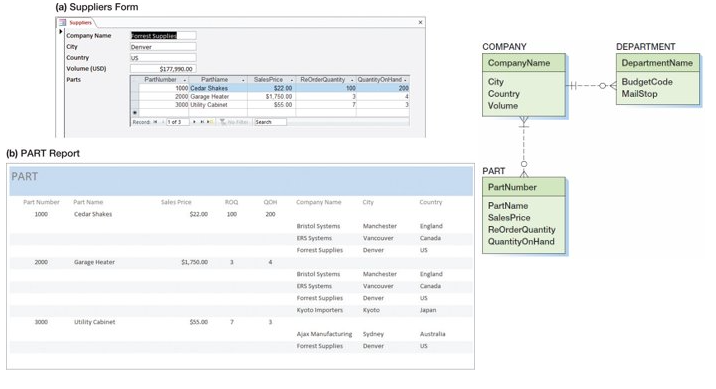 (a) Suppliers Form
Suppliers
Company Name Forrest Supplies
City Denver
Country US
Volume (USD) $177,990.00
Parts
PartNumber PartName SalesPrice ReOrderQuantity QuantityOnHand
1000 Cedar Shakes $22.00 100 200
2000 Garage Heater $1,750.00 3 4
3000 Utility Cabinet $55.00 7 3
Record: 1 of 3 No Filter Search
(b) PART Report
PART
Part Number Part Name Sales Price ROQ QOH Company Name City Country
1000 Cedar Shakes $22.00 100 200
Bristol Systems Manchester England
ERS Systems Vancouver Canada
Forrest Supplies Denver US
2000 Garage Heater $1,750.00 3 4
Bristol Systems Manchester England
ERS Systems Vancouver Canada
Forrest Supplies Denver US
Kyoto Importers Kyoto Japan
3000 Utility Cabinet $55.00 7 3
Ajax Manufacturing Sydney Australia
Forrest Supplies Denver US
COMPANY
CompanyName
City
Country
Volume
DEPARTMENT
DepartmentName
BudgetCode
MailStop
PART
PartNumber
PartName
SalesPrice
ReOrderQuantity
QuantityOnHand